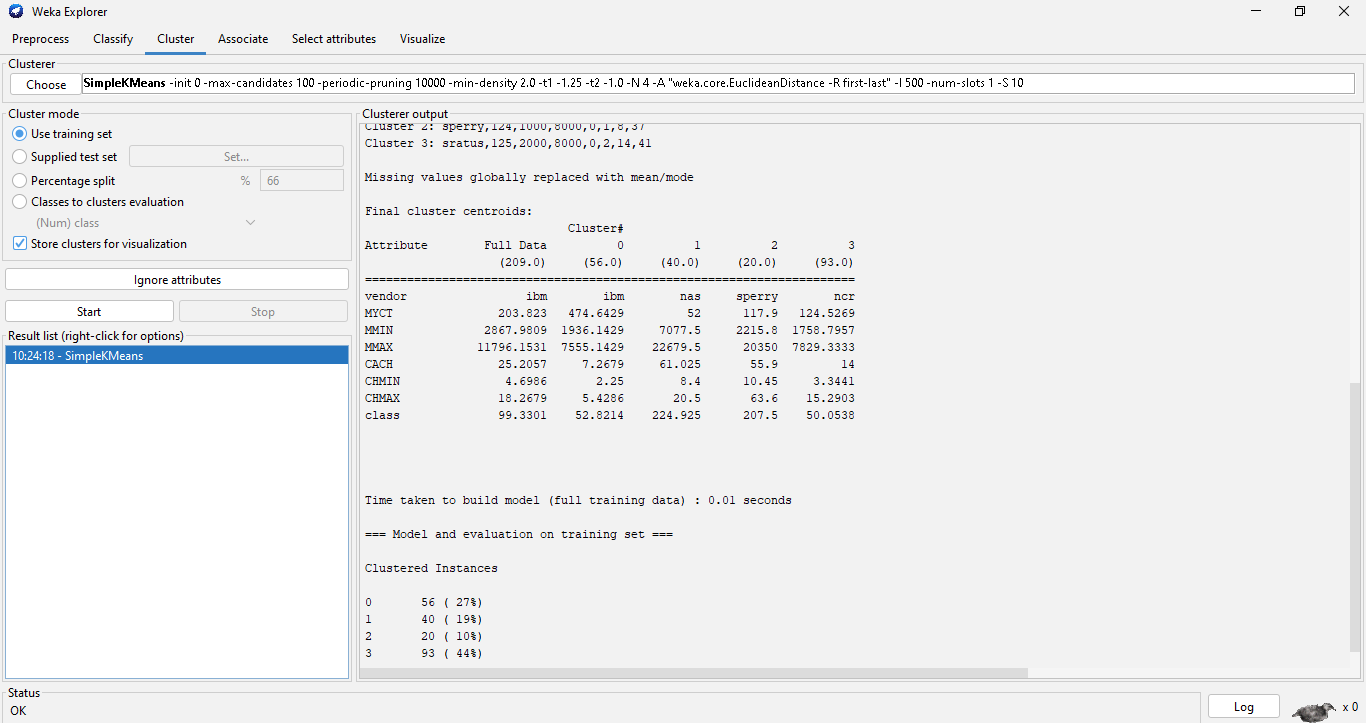 Weka Explorer
Preprocess Classify Cluster Associate Select attributes Visualize
Clusterer
Choose SimpleKMeans -init 0 -max-candidates 100 -periodic-pruning 10000 -min-density 2.0 -t1 -1.25 -t2 -1.0 -N 4 -A "weka.core.EuclideanDistance -R first-last" -I 500 -num-slots 1 -S 10
Cluster mode
Use training set
Supplied test set Set...
Percentage split % 66
Classes to clusters evaluation
(Num) class
Store clusters for visualization
Ignore attributes
Start Stop
Result list (right-click for options)
10:24:18 - SimpleKMeans
Clusterer output
Cluster 2: sperry,124,1000,8000,0,1,8,37
Cluster 3: sratus,125,2000,8000,0,2,14,41
Missing values globally replaced with mean/mode
Final cluster centroids:
Cluster#
Attribute Full Data 0 1 2 3
(209.0) (56.0) (40.0) (20.0) (93.0)
======================================================================
vendor ibm ibm nas sperry ncr
MYCT 203.823 474.6429 52 117.9 124.5269
MMIN 2867.9809 1936.1429 7077.5 2215.8 1758.7957
MMAX 11796.1531 7555.1429 22679.5 20350 7829.3333
CACH 25.2057 7.2679 61.025 55.9 14
CHMIN 4.6986 2.25 8.4 10.45 3.3441
CHMAX 18.2679 5.4286 20.5 63.6 15.2903
class 99.3301 52.8214 224.925 207.5 50.0538
Time taken to build model (full training data) : 0.01 seconds
=== Model and evaluation on training set ===
Clustered Instances
0 56 ( 27%)
1 40 ( 19%)
2 20 ( 10%)
3 93 ( 44%)
Status
OK
Log x 0